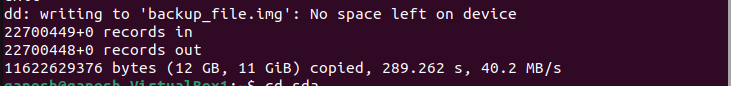 dd: writing to 'backup_file.img': No space left on device
22700449+0 records in
22700448+0 records out
11622629376 bytes (12 GB, 11 GiB) copied, 289.262 s, 40.2 MB/s